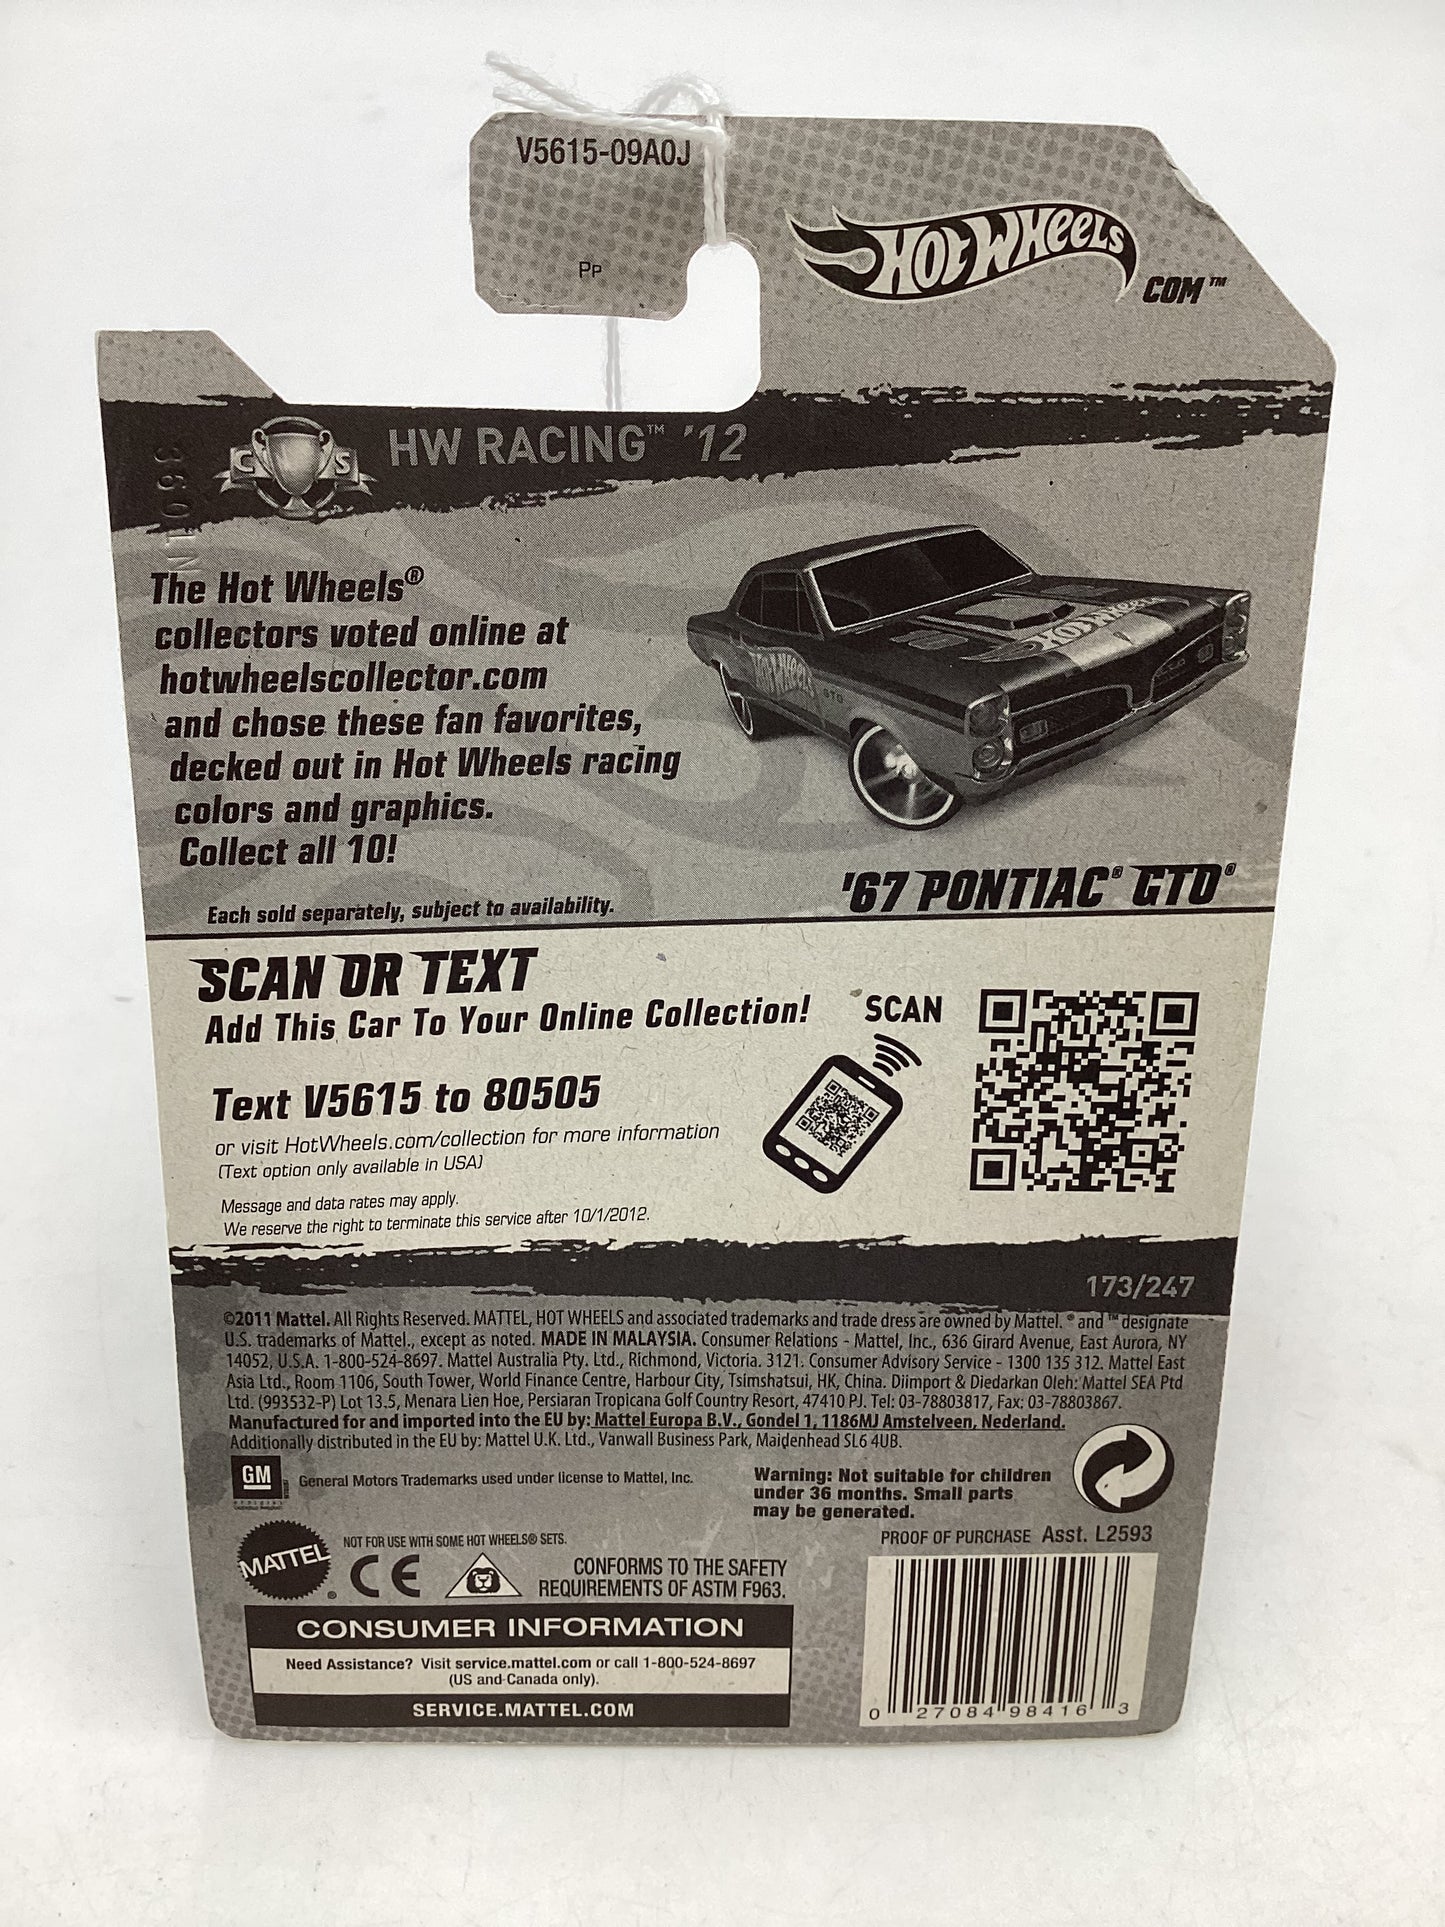 V5615-09A0J
PP
HOT WHEELS
COM™
C S
HW RACING™ '12
3601N
The Hot Wheels®
collectors voted online at
hotwheelscollector.com
and chose these fan favorites,
decked out in Hot Wheels racing
colors and graphics.
Collect all 10!
HOT WHEELS
HOT WHEELS
GTO
'67 PONTIAC® GTO®
Each sold separately, subject to availability.
SCAN OR TEXT
Add This Car To Your Online Collection!
SCAN
Text V5615 to 80505
or visit HotWheels.com/collection for more information
(Text option only available in USA)
Message and data rates may apply.
We reserve the right to terminate this service after 10/1/2012.
173/247
©2011 Mattel. All Rights Reserved. MATTEL, HOT WHEELS and associated trademarks and trade dress are owned by Mattel. ® and ™ designate
U.S. trademarks of Mattel., except as noted. MADE IN MALAYSIA. Consumer Relations - Mattel, Inc., 636 Girard Avenue, East Aurora, NY
14052, U.S.A. 1-800-524-8697. Mattel Australia Pty. Ltd., Richmond, Victoria. 3121. Consumer Advisory Service - 1300 135 312. Mattel East
Asia Ltd., Room 1106, South Tower, World Finance Centre, Harbour City, Tsimshatsui, HK, China. Diimport & Diedarkan Oleh: Mattel SEA Ptd
Ltd. (993532-P) Lot 13.5, Menara Lien Hoe, Persiaran Tropicana Golf Country Resort, 47410 PJ. Tel: 03-78803817, Fax: 03-78803867.
Manufactured for and imported into the EU by: Mattel Europa B.V., Gondel 1, 1186MJ Amstelveen, Nederland.
Additionally distributed in the EU by: Mattel U.K. Ltd., Vanwall Business Park, Maidenhead SL6 4UB.
GM
General Motors Trademarks used under license to Mattel, Inc.
Warning: Not suitable for children
under 36 months. Small parts
may be generated.
MATTEL®
NOT FOR USE WITH SOME HOT WHEELS® SETS.
CE
CONFORMS TO THE SAFETY
REQUIREMENTS OF ASTM F963.
PROOF OF PURCHASE Asst. L2593
CONSUMER INFORMATION
Need Assistance? Visit service.mattel.com or call 1-800-524-8697
(US and Canada only).
SERVICE.MATTEL.COM
0 27084 98416 3